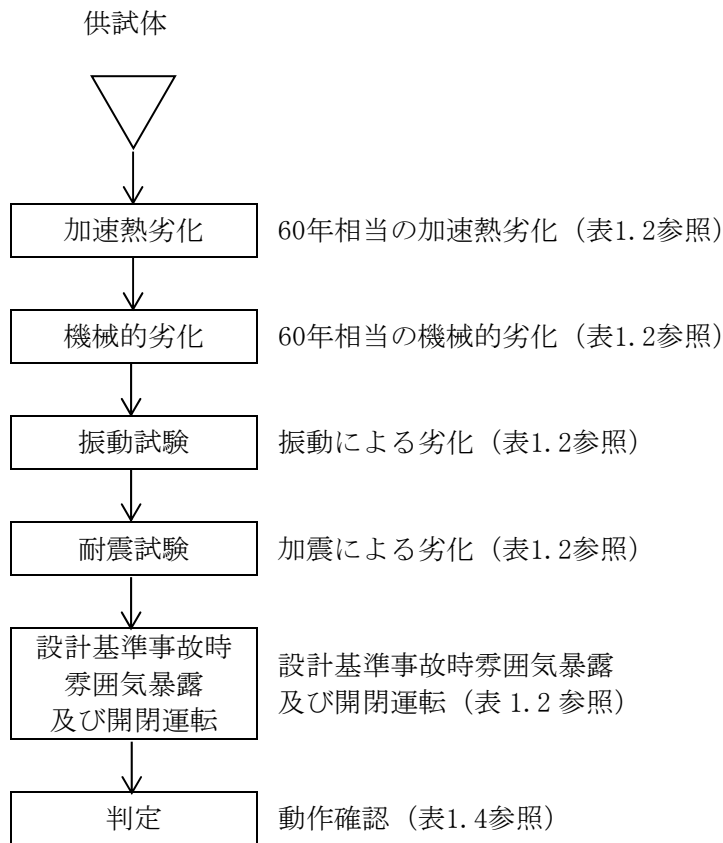 供試体
加速熱劣化
60年相当の加速熱劣化（表1.2参照）
機械的劣化
60年相当の機械的劣化（表1.2参照）
振動試験
振動による劣化（表1.2参照）
耐震試験
加震による劣化（表1.2参照）
設計基準事故時
雰囲気暴露
及び開閉運転
設計基準事故時雰囲気暴露
及び開閉運転（表 1.2 参照）
判定
動作確認（表1.4参照）